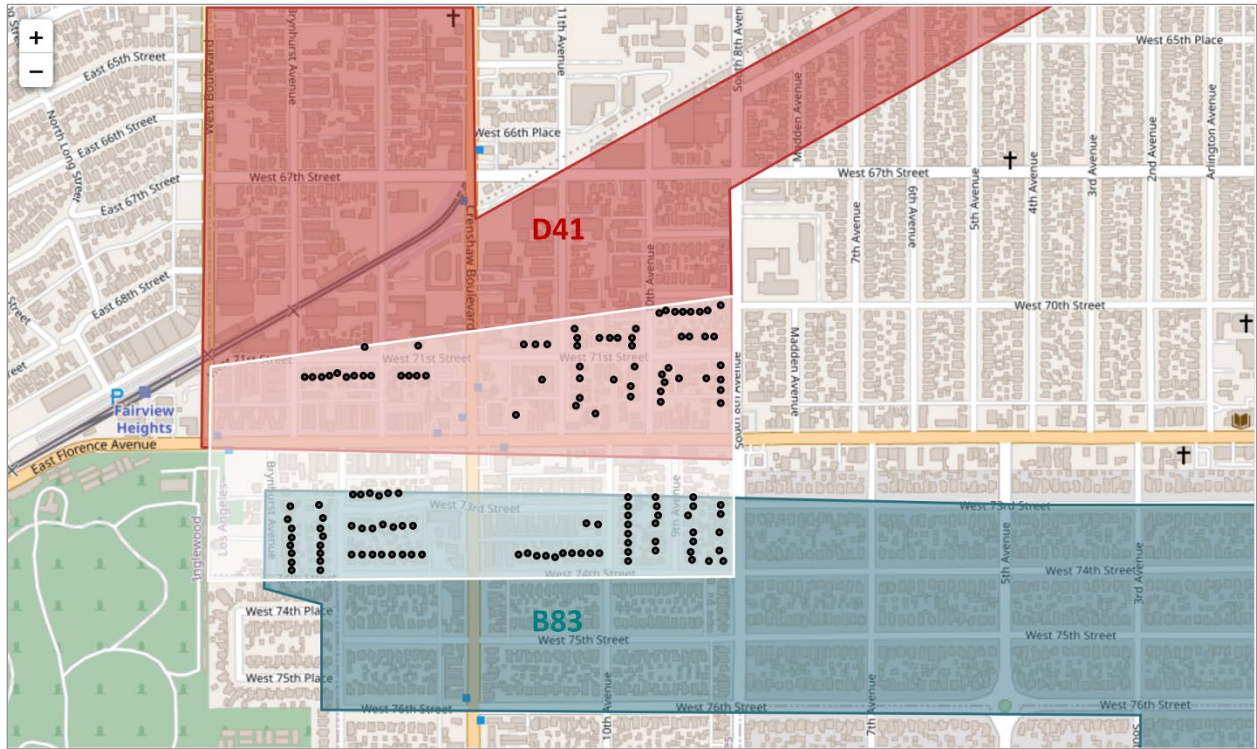 +
−
East 65th Street
East 66th Street
North Long Street
East 67th Street
East 68th Street
West Boulevard
Brynhurst Avenue
11th Avenue
West 66th Place
West 67th Street
Crenshaw Boulevard
D41
South 8th Avenue
Madden Avenue
West 65th Place
West 67th Street
7th Avenue
6th Avenue
5th Avenue
4th Avenue
3rd Avenue
2nd Avenue
Arlington Avenue
West 70th Street
West 71st Street
West 71st Street
Madden Avenue
South 8th Avenue
P
Fairview
Heights
East Florence Avenue
Brynhurst Avenue
Inglewood
Los Angeles
West 73rd Street
9th Avenue
West 73rd Street
West 74th Street
West 74th Street
5th Avenue
3rd Avenue
West 74th Place
B83
West 75th Street
West 75th Street
West 75th Place
West 76th Street
10th Avenue
West 76th Street
7th Avenue
West 76th Street